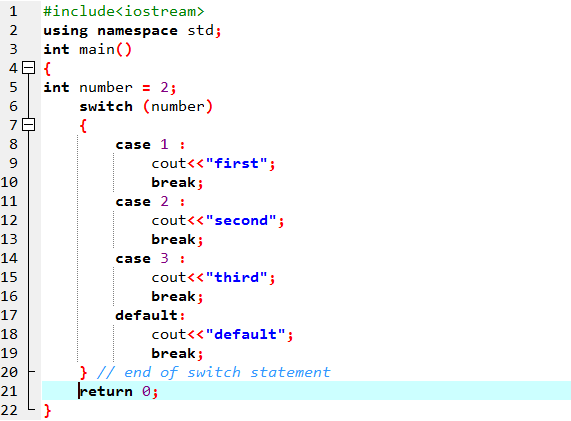 1 #include<iostream>
2 using namespace std;
3 int main()
4 {
5 int number = 2;
6 switch (number)
7 {
8 case 1 :
9 cout<<"first";
10 break;
11 case 2 :
12 cout<<"second";
13 break;
14 case 3 :
15 cout<<"third";
16 break;
17 default:
18 cout<<"default";
19 break;
20 } // end of switch statement
21 return 0;
22 }